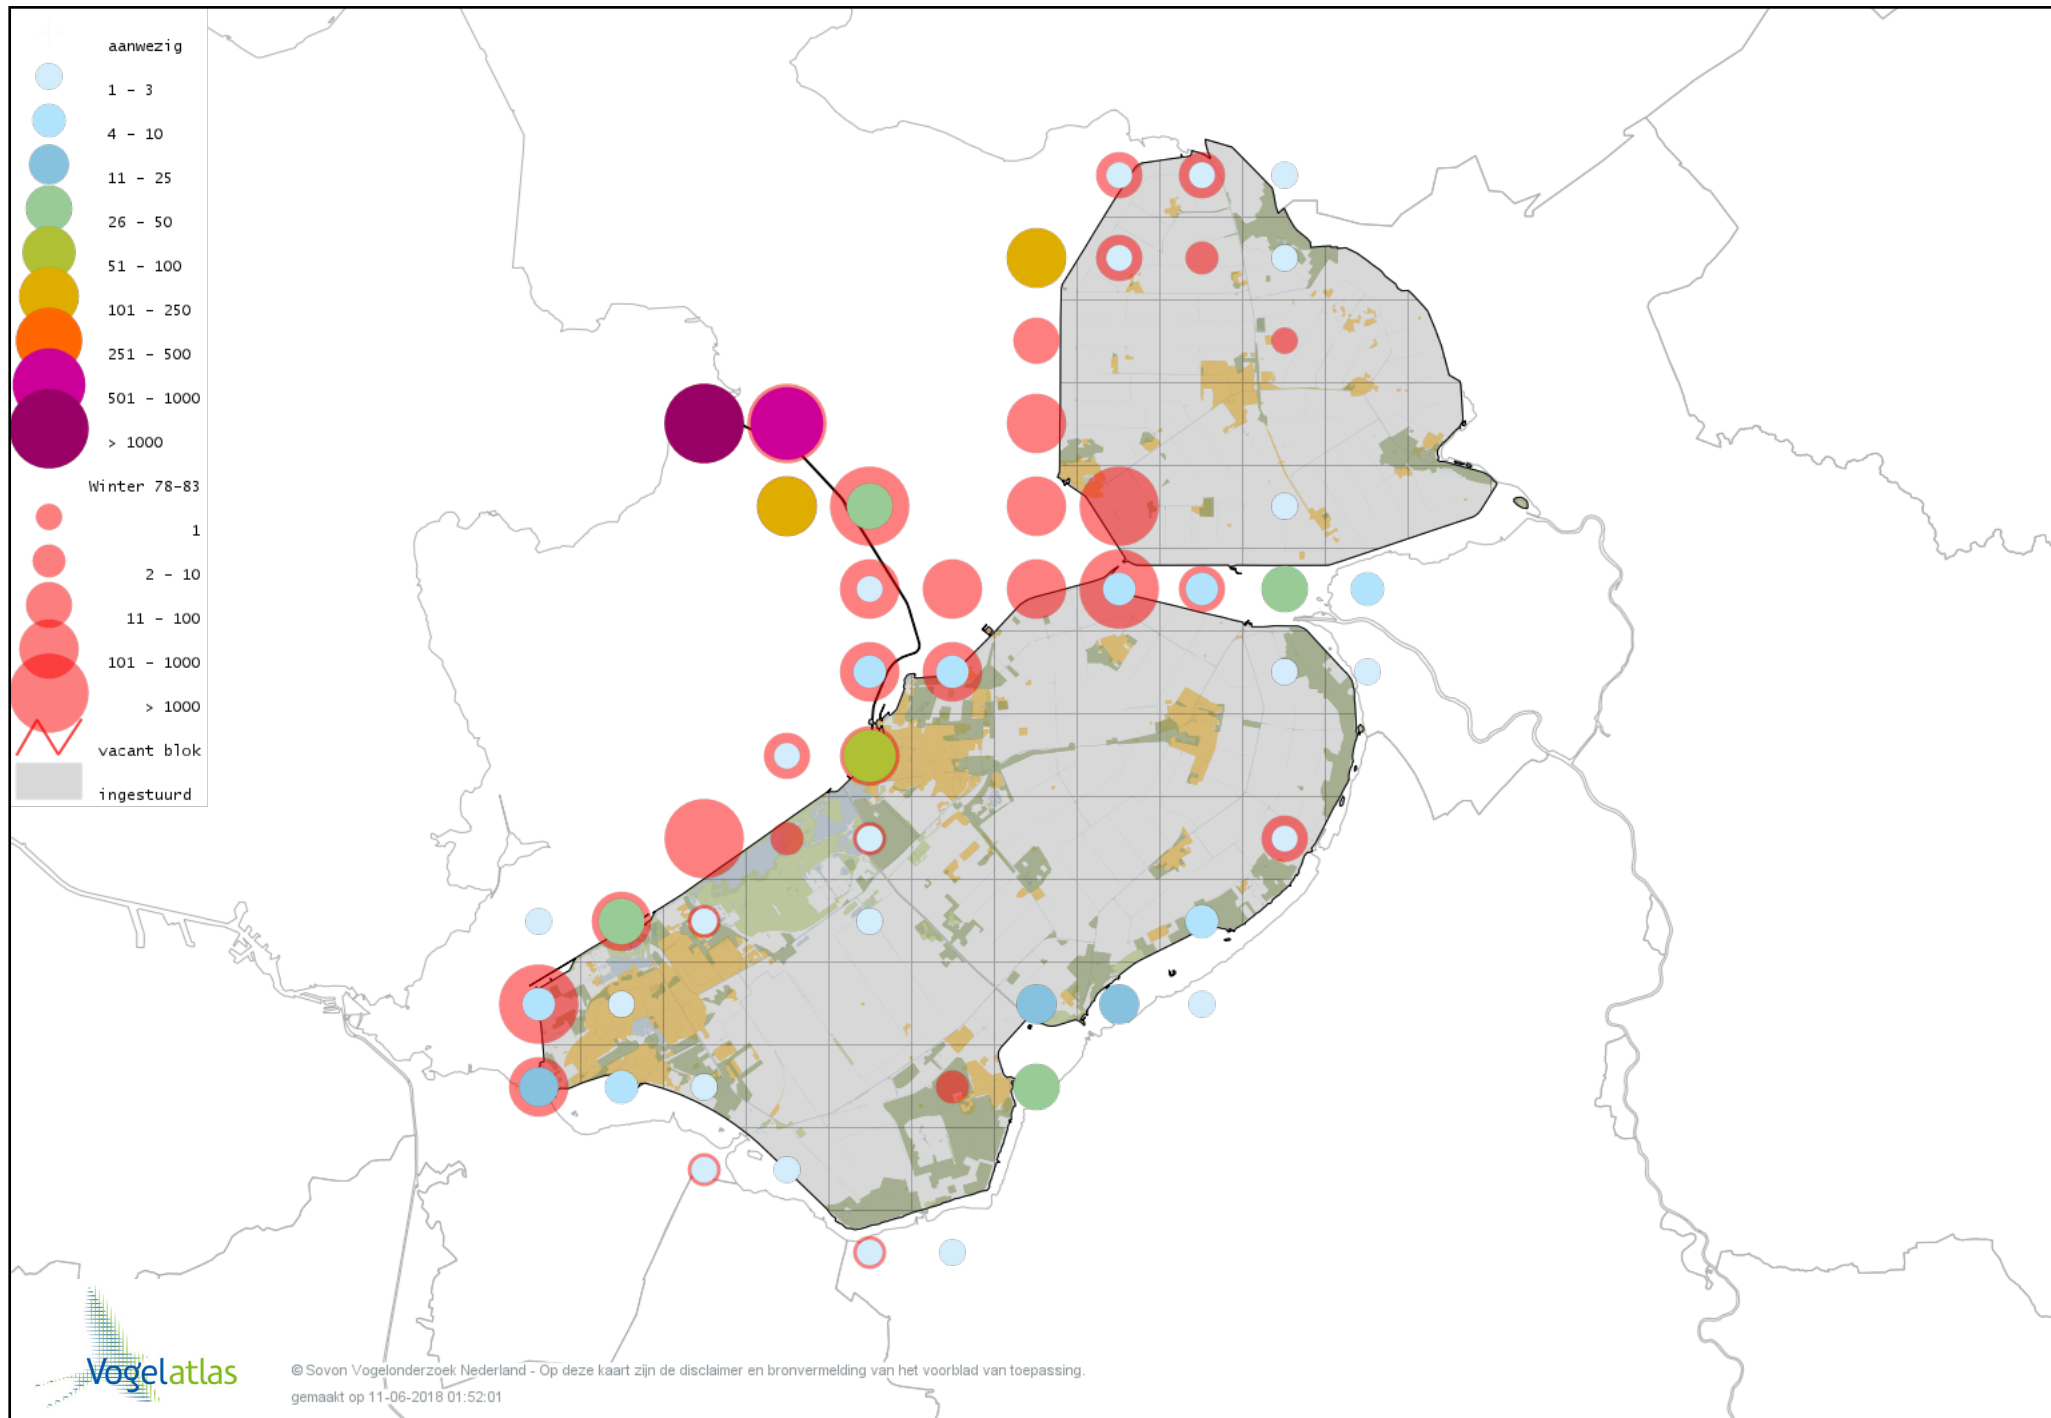 aanwezig
1 - 3
4 - 10
11 - 25
26 - 50
51 - 100
101 - 250
251 - 500
501 - 1000
> 1000
Winter 78-83
1
2 - 10
11 - 100
101 - 1000
> 1000
vacant blok
ingestuurd
Vogelatlas
© Sovon Vogelonderzoek Nederland - Op deze kaart zijn de disclaimer en bronvermelding van het voorblad van toepassing.
gemaakt op 11-06-2018 01:52:01